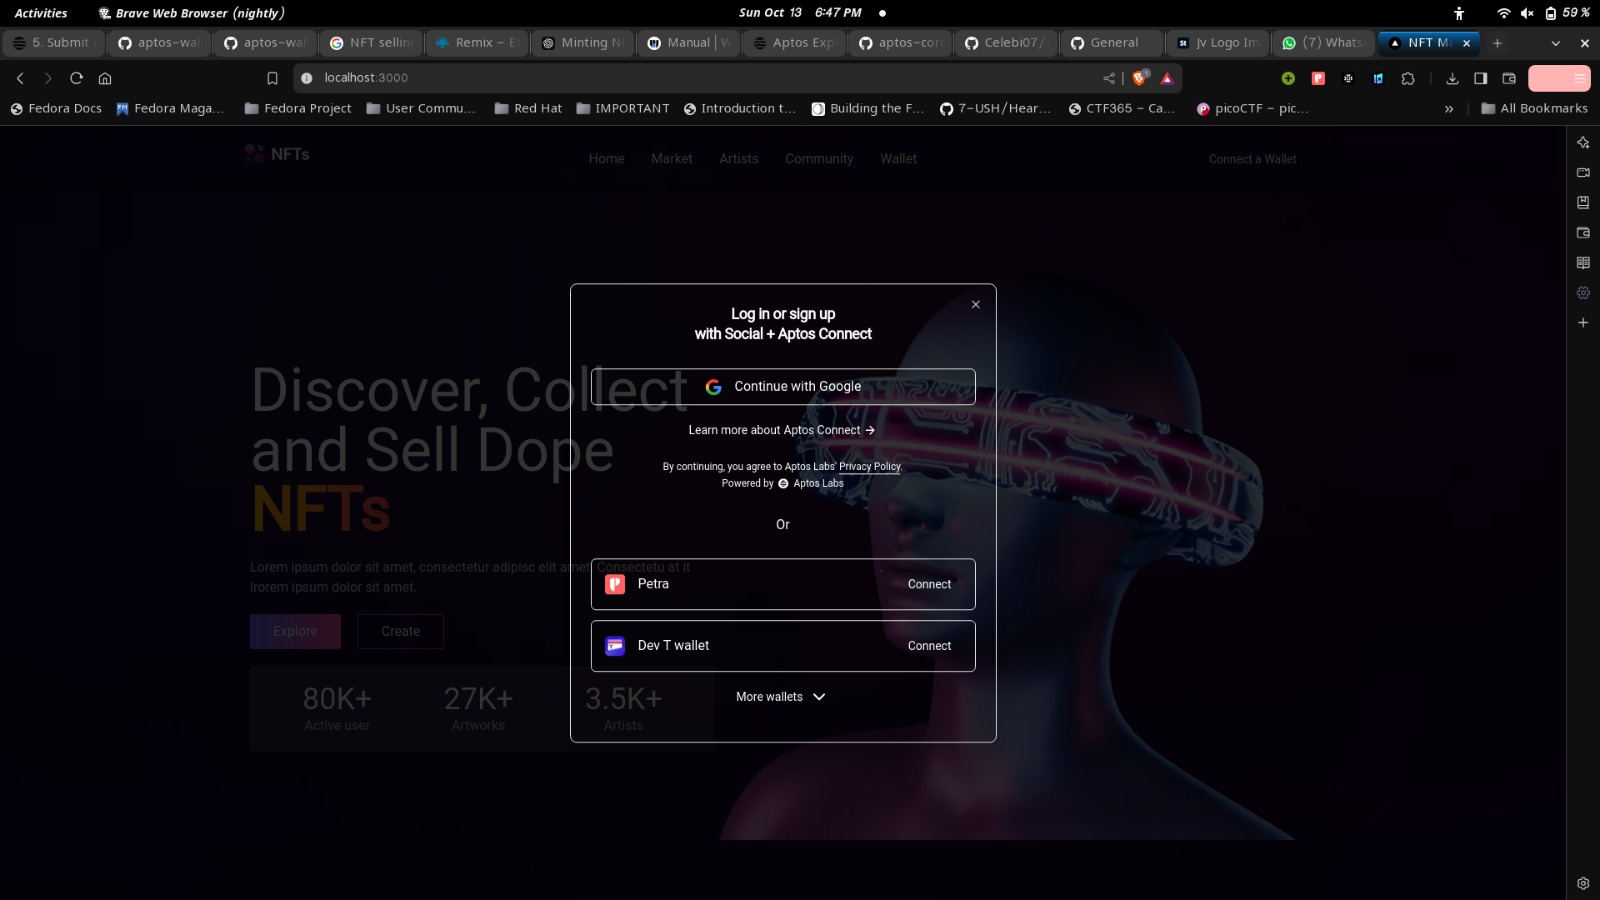 Activities
Brave Web Browser (nightly)
Sun Oct 13 6:47 PM
59 %
5. Submit
aptos-wal
aptos-wal
NFT selling
Remix - E
Minting N
Manual | V
Aptos Exp
aptos-cor
Celebi07/
General
Jv Logo Im
(7) Whats
NFT M
localhost:3000
Fedora Docs
Fedora Maga...
Fedora Project
User Commu...
Red Hat
IMPORTANT
Introduction t...
Building the F...
7-USH/Hear...
CTF365 - Ca...
picoCTF - pic...
»
All Bookmarks
NFTs
Home
Market
Artists
Community
Wallet
Connect a Wallet
Log in or sign up
with Social + Aptos Connect
Continue with Google
Learn more about Aptos Connect →
By continuing, you agree to Aptos Labs' Privacy Policy.
Powered by Aptos Labs
Or
Petra
Connect
Dev T wallet
Connect
More wallets
Discover, Collect
and Sell Dope
NFTs
Lorem ipsum dolor sit amet, consectetur adipisc elit amet. Consectetu at it
lrorem ipsum dolor sit amet.
Explore
Create
80K+
Active user
27K+
Artworks
3.5K+
Artists